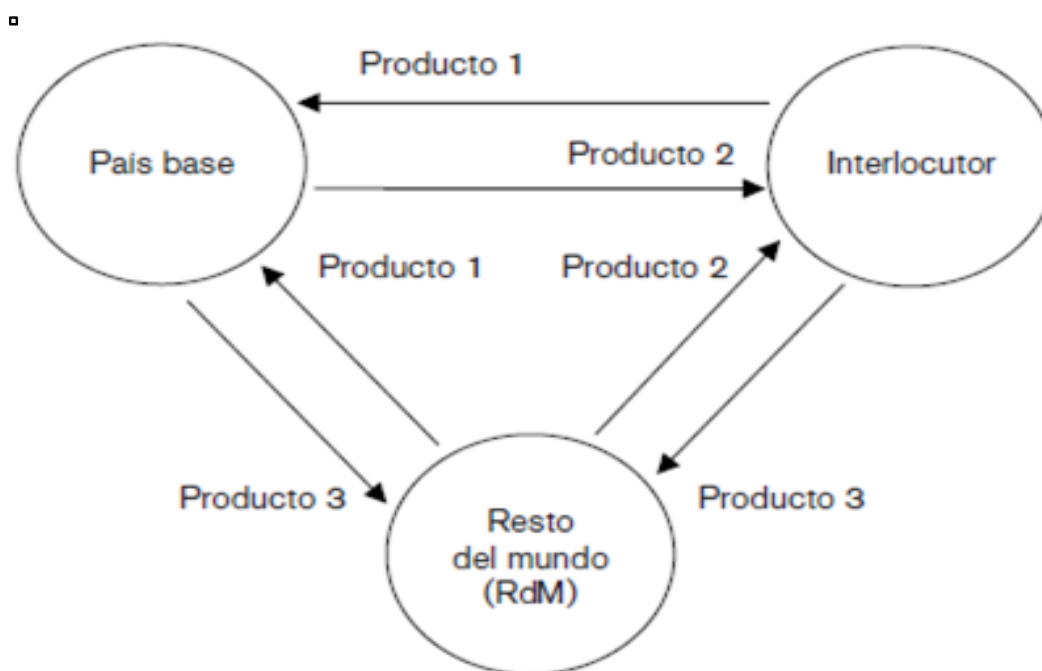 Producto 1
País base
Producto 2
Interlocutor
Producto 1
Producto 2
Producto 3
Producto 3
Resto
del mundo
(RdM)